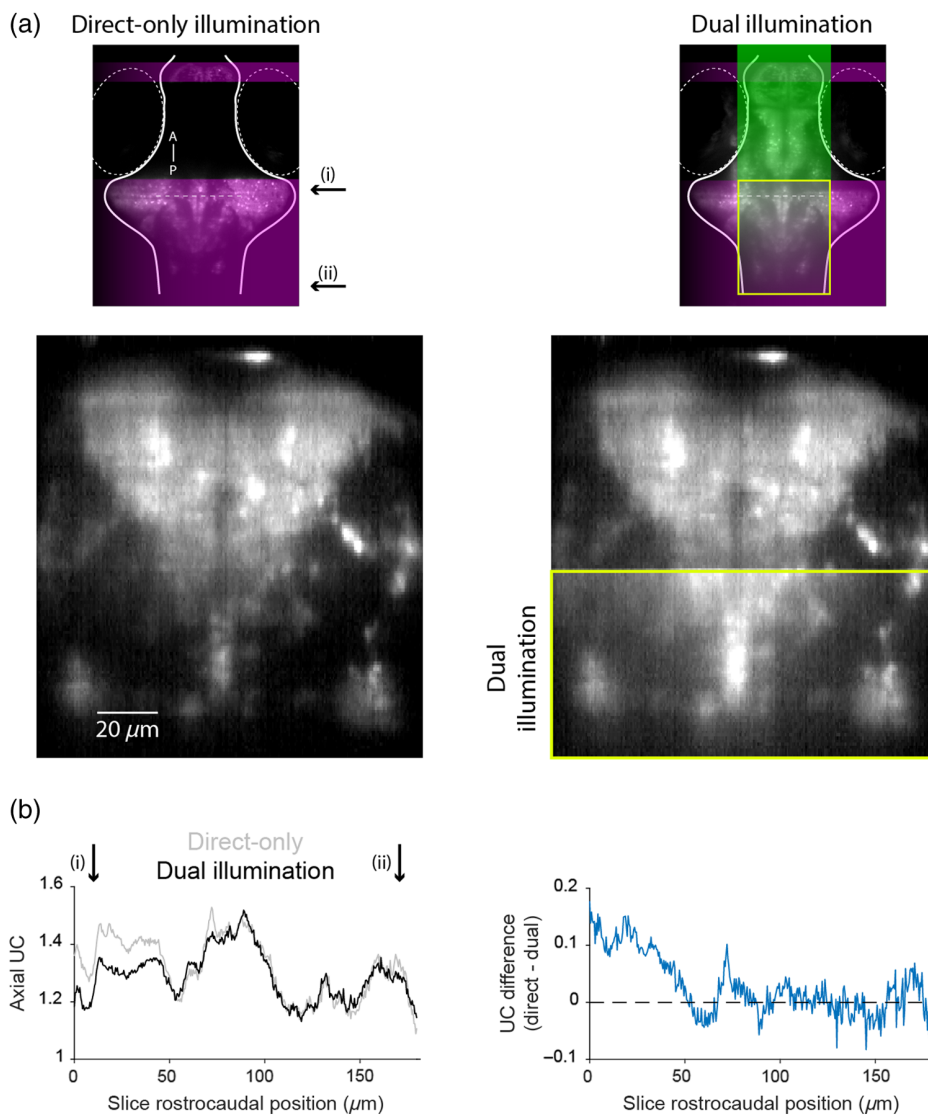 (a)
Direct-only illumination
Dual illumination
A
P
(i)
(ii)
20 µm
Dual
illumination
(b)
Direct-only
Dual illumination
(i)
(ii)
1.6
1.4
1.2
1
Axial UC
0
50
100
150
Slice rostrocaudal position (µm)
0.2
0.1
0
−0.1
UC difference
(direct - dual)
0
50
100
150
Slice rostrocaudal position (µm)